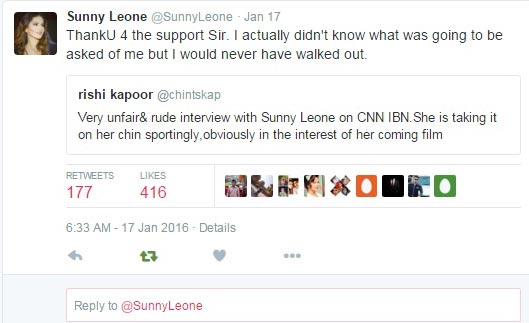 Sunny Leone @SunnyLeone · Jan 17
ThankU 4 the support Sir. I actually didn't know what was going to be
asked of me but I would never have walked out.
rishi kapoor @chintskap
Very unfair& rude interview with Sunny Leone on CNN IBN.She is taking it
on her chin sportingly,obviously in the interest of her coming film
RETWEETS LIKES
177 416
6:33 AM - 17 Jan 2016 · Details
Reply to @SunnyLeone